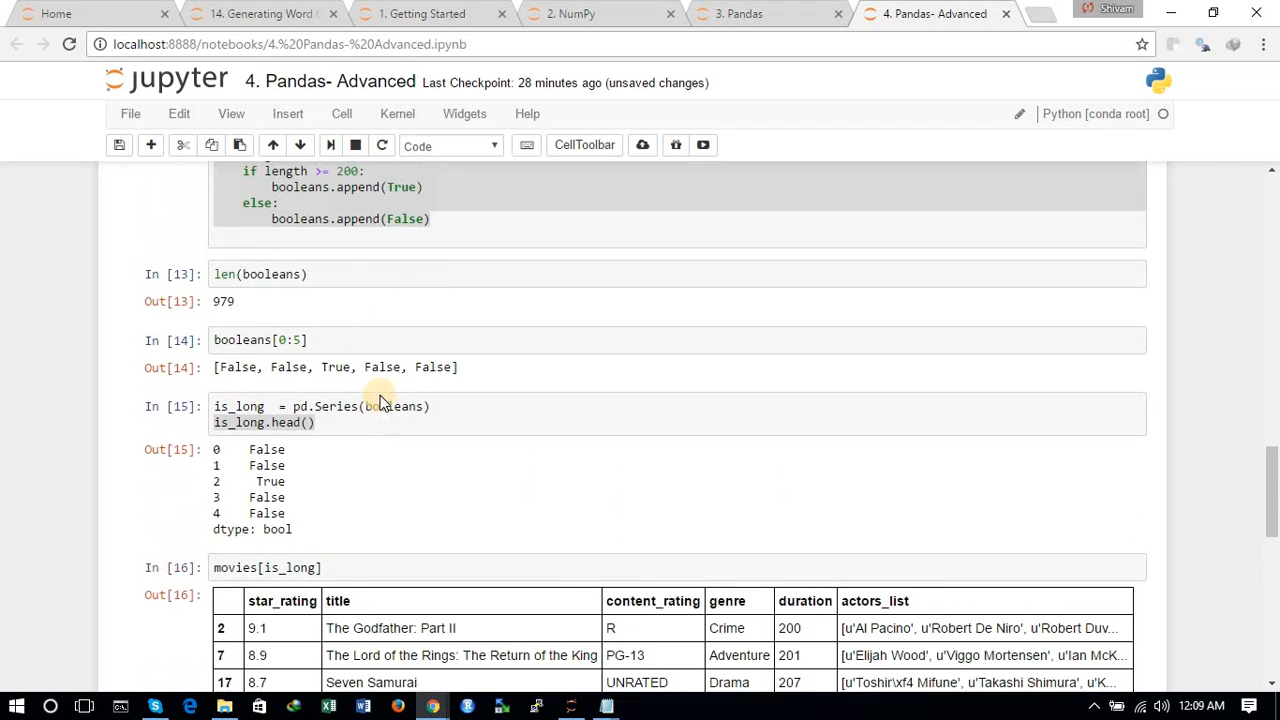 Home
14. Generating Word C
1. Getting Started
2. NumPy
3. Pandas
4. Pandas- Advanced
Shivam
localhost:8888/notebooks/4.%20Pandas-%20Advanced.ipynb
jupyter 4. Pandas- Advanced Last Checkpoint: 28 minutes ago (unsaved changes)
File Edit View Insert Cell Kernel Widgets Help Python [conda root]
Code CellToolbar
if length >= 200:
booleans.append(True)
else:
booleans.append(False)
In [13]: len(booleans)
Out[13]: 979
In [14]: booleans[0:5]
Out[14]: [False, False, True, False, False]
In [15]: is_long  = pd.Series(booleans)
is_long.head()
Out[15]: 0 False
1 False
2 True
3 False
4 False
dtype: bool
In [16]: movies[is_long]
Out[16]: star_rating title content_rating genre duration actors_list
2 9.1 The Godfather: Part II R Crime 200 [u'Al Pacino', u'Robert De Niro', u'Robert Duv...
7 8.9 The Lord of the Rings: The Return of the King PG-13 Adventure 201 [u'Elijah Wood', u'Viggo Mortensen', u'Ian McK...
17 8.7 Seven Samurai UNRATED Drama 207 [u'Toshir\xf4 Mifune', u'Takashi Shimura', u'K...
12:09 AM